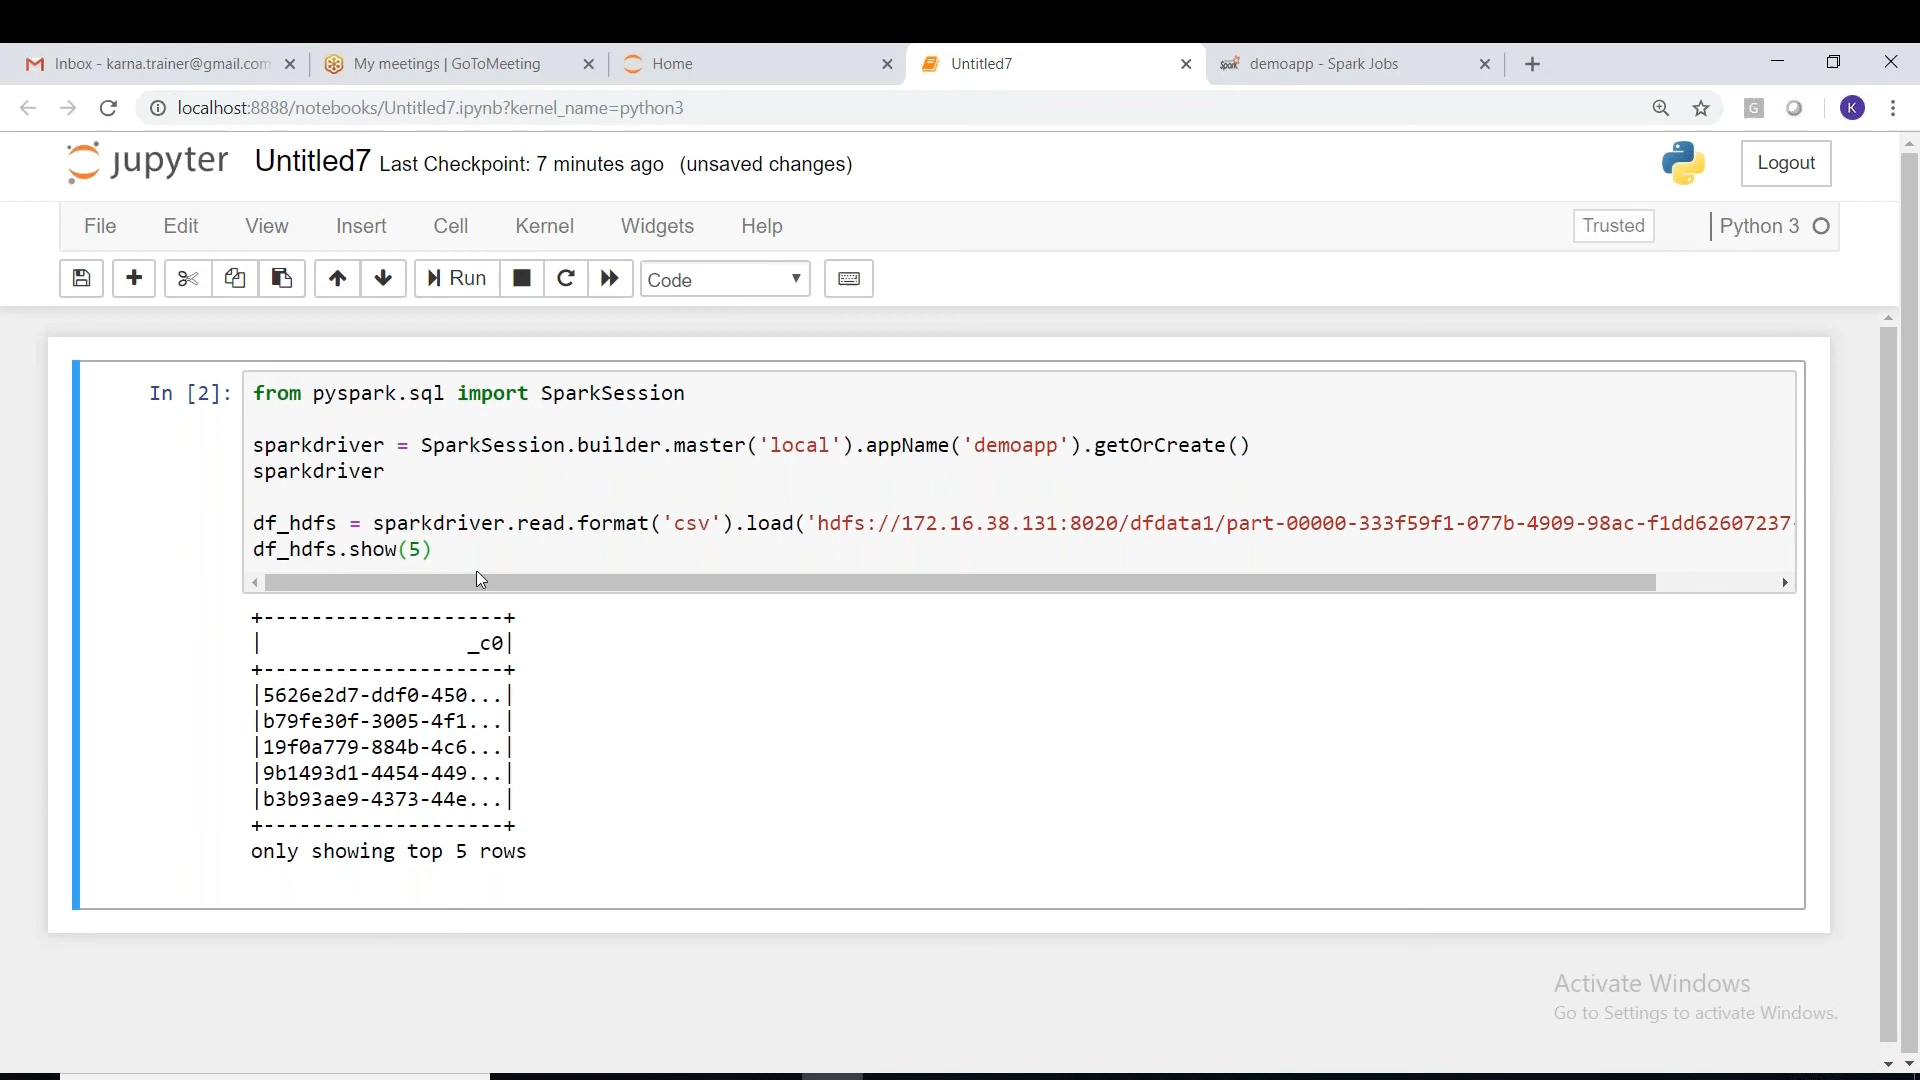 Inbox - karna.trainer@gmail.com
My meetings | GoToMeeting
Home
Untitled7
demoapp - Spark Jobs
localhost:8888/notebooks/Untitled7.ipynb?kernel_name=python3
G
K
jupyter Untitled7 Last Checkpoint: 7 minutes ago (unsaved changes)
Logout
File Edit View Insert Cell Kernel Widgets Help
Trusted
Python 3
Run
Code
In [2]: from pyspark.sql import SparkSession
sparkdriver = SparkSession.builder.master('local').appName('demoapp').getOrCreate()
sparkdriver
df_hdfs = sparkdriver.read.format('csv').load('hdfs://172.16.38.131:8020/dfdata1/part-00000-333f59f1-077b-4909-98ac-f1dd62607237-
df_hdfs.show(5)
+--------------------+
|                 _c0|
+--------------------+
|5626e2d7-ddf0-450...|
|b79fe30f-3005-4f1...|
|19f0a779-884b-4c6...|
|9b1493d1-4454-449...|
|b3b93ae9-4373-44e...|
+--------------------+
only showing top 5 rows
Activate Windows
Go to Settings to activate Windows.